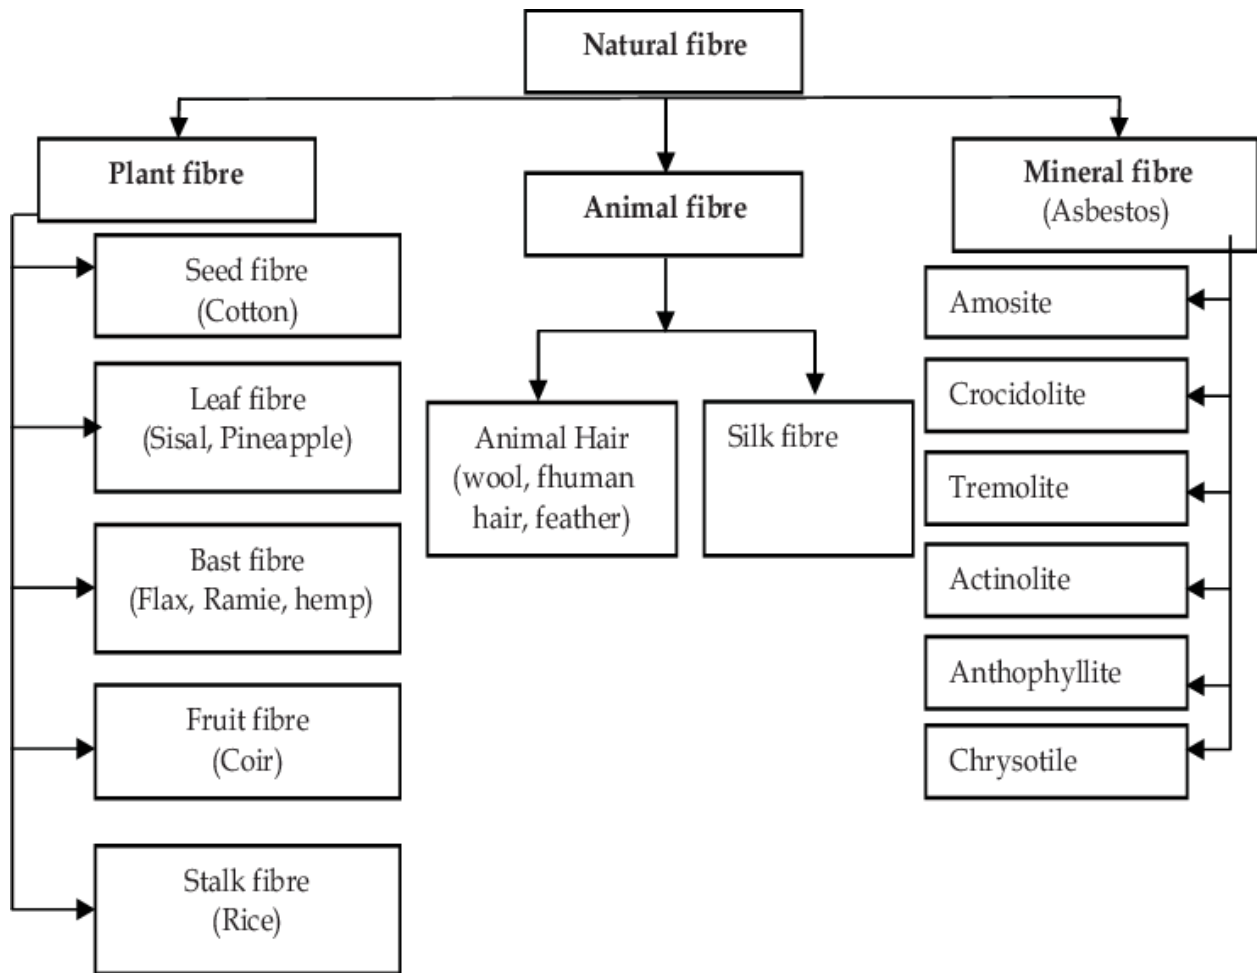 Natural fibre
Plant fibre
Seed fibre
(Cotton)
Leaf fibre
(Sisal, Pineapple)
Bast fibre
(Flax, Ramie, hemp)
Fruit fibre
(Coir)
Stalk fibre
(Rice)
Animal fibre
Animal Hair
(wool, fhuman
hair, feather)
Silk fibre
Mineral fibre
(Asbestos)
Amosite
Crocidolite
Tremolite
Actinolite
Anthophyllite
Chrysotile